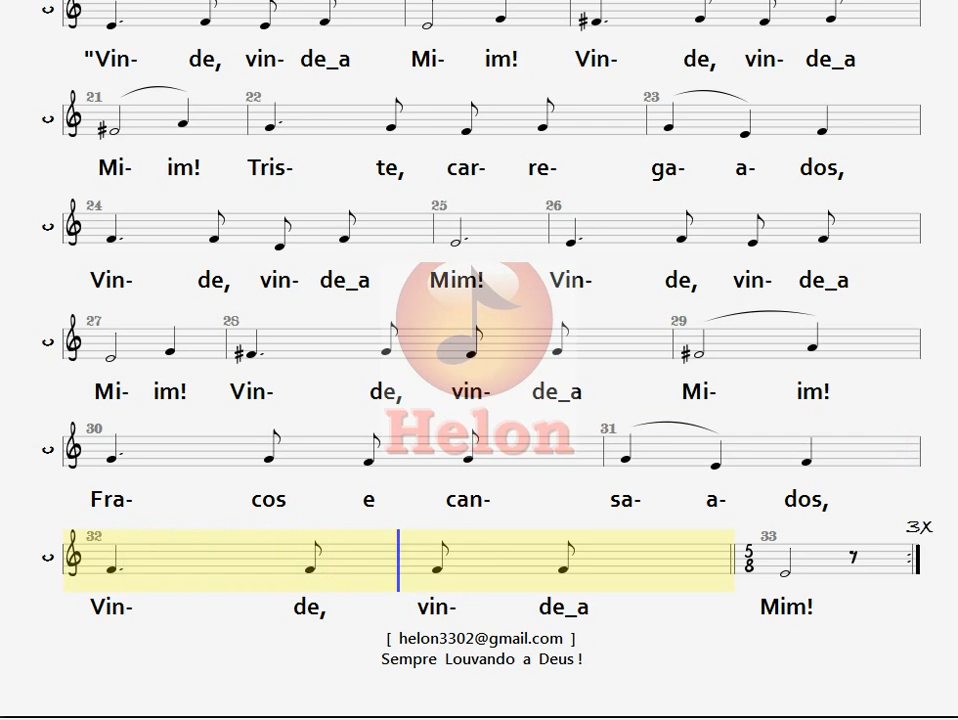 "Vin- de, vin- de_a Mi- im! Vin- de, vin- de_a
21 22 23
Mi- im! Tris- te, car- re- ga- a- dos,
24 25 26
Vin- de, vin- de_a Mim! Vin- de, vin- de_a
27 28 29
Mi- im! Vin- de, vin- de_a Mi- im!
Helon
30 31
Fra- cos e can- sa- a- dos,
32 33 3X
5
8
Vin- de, vin- de_a Mim!
[ helon3302@gmail.com ]
Sempre Louvando a Deus !